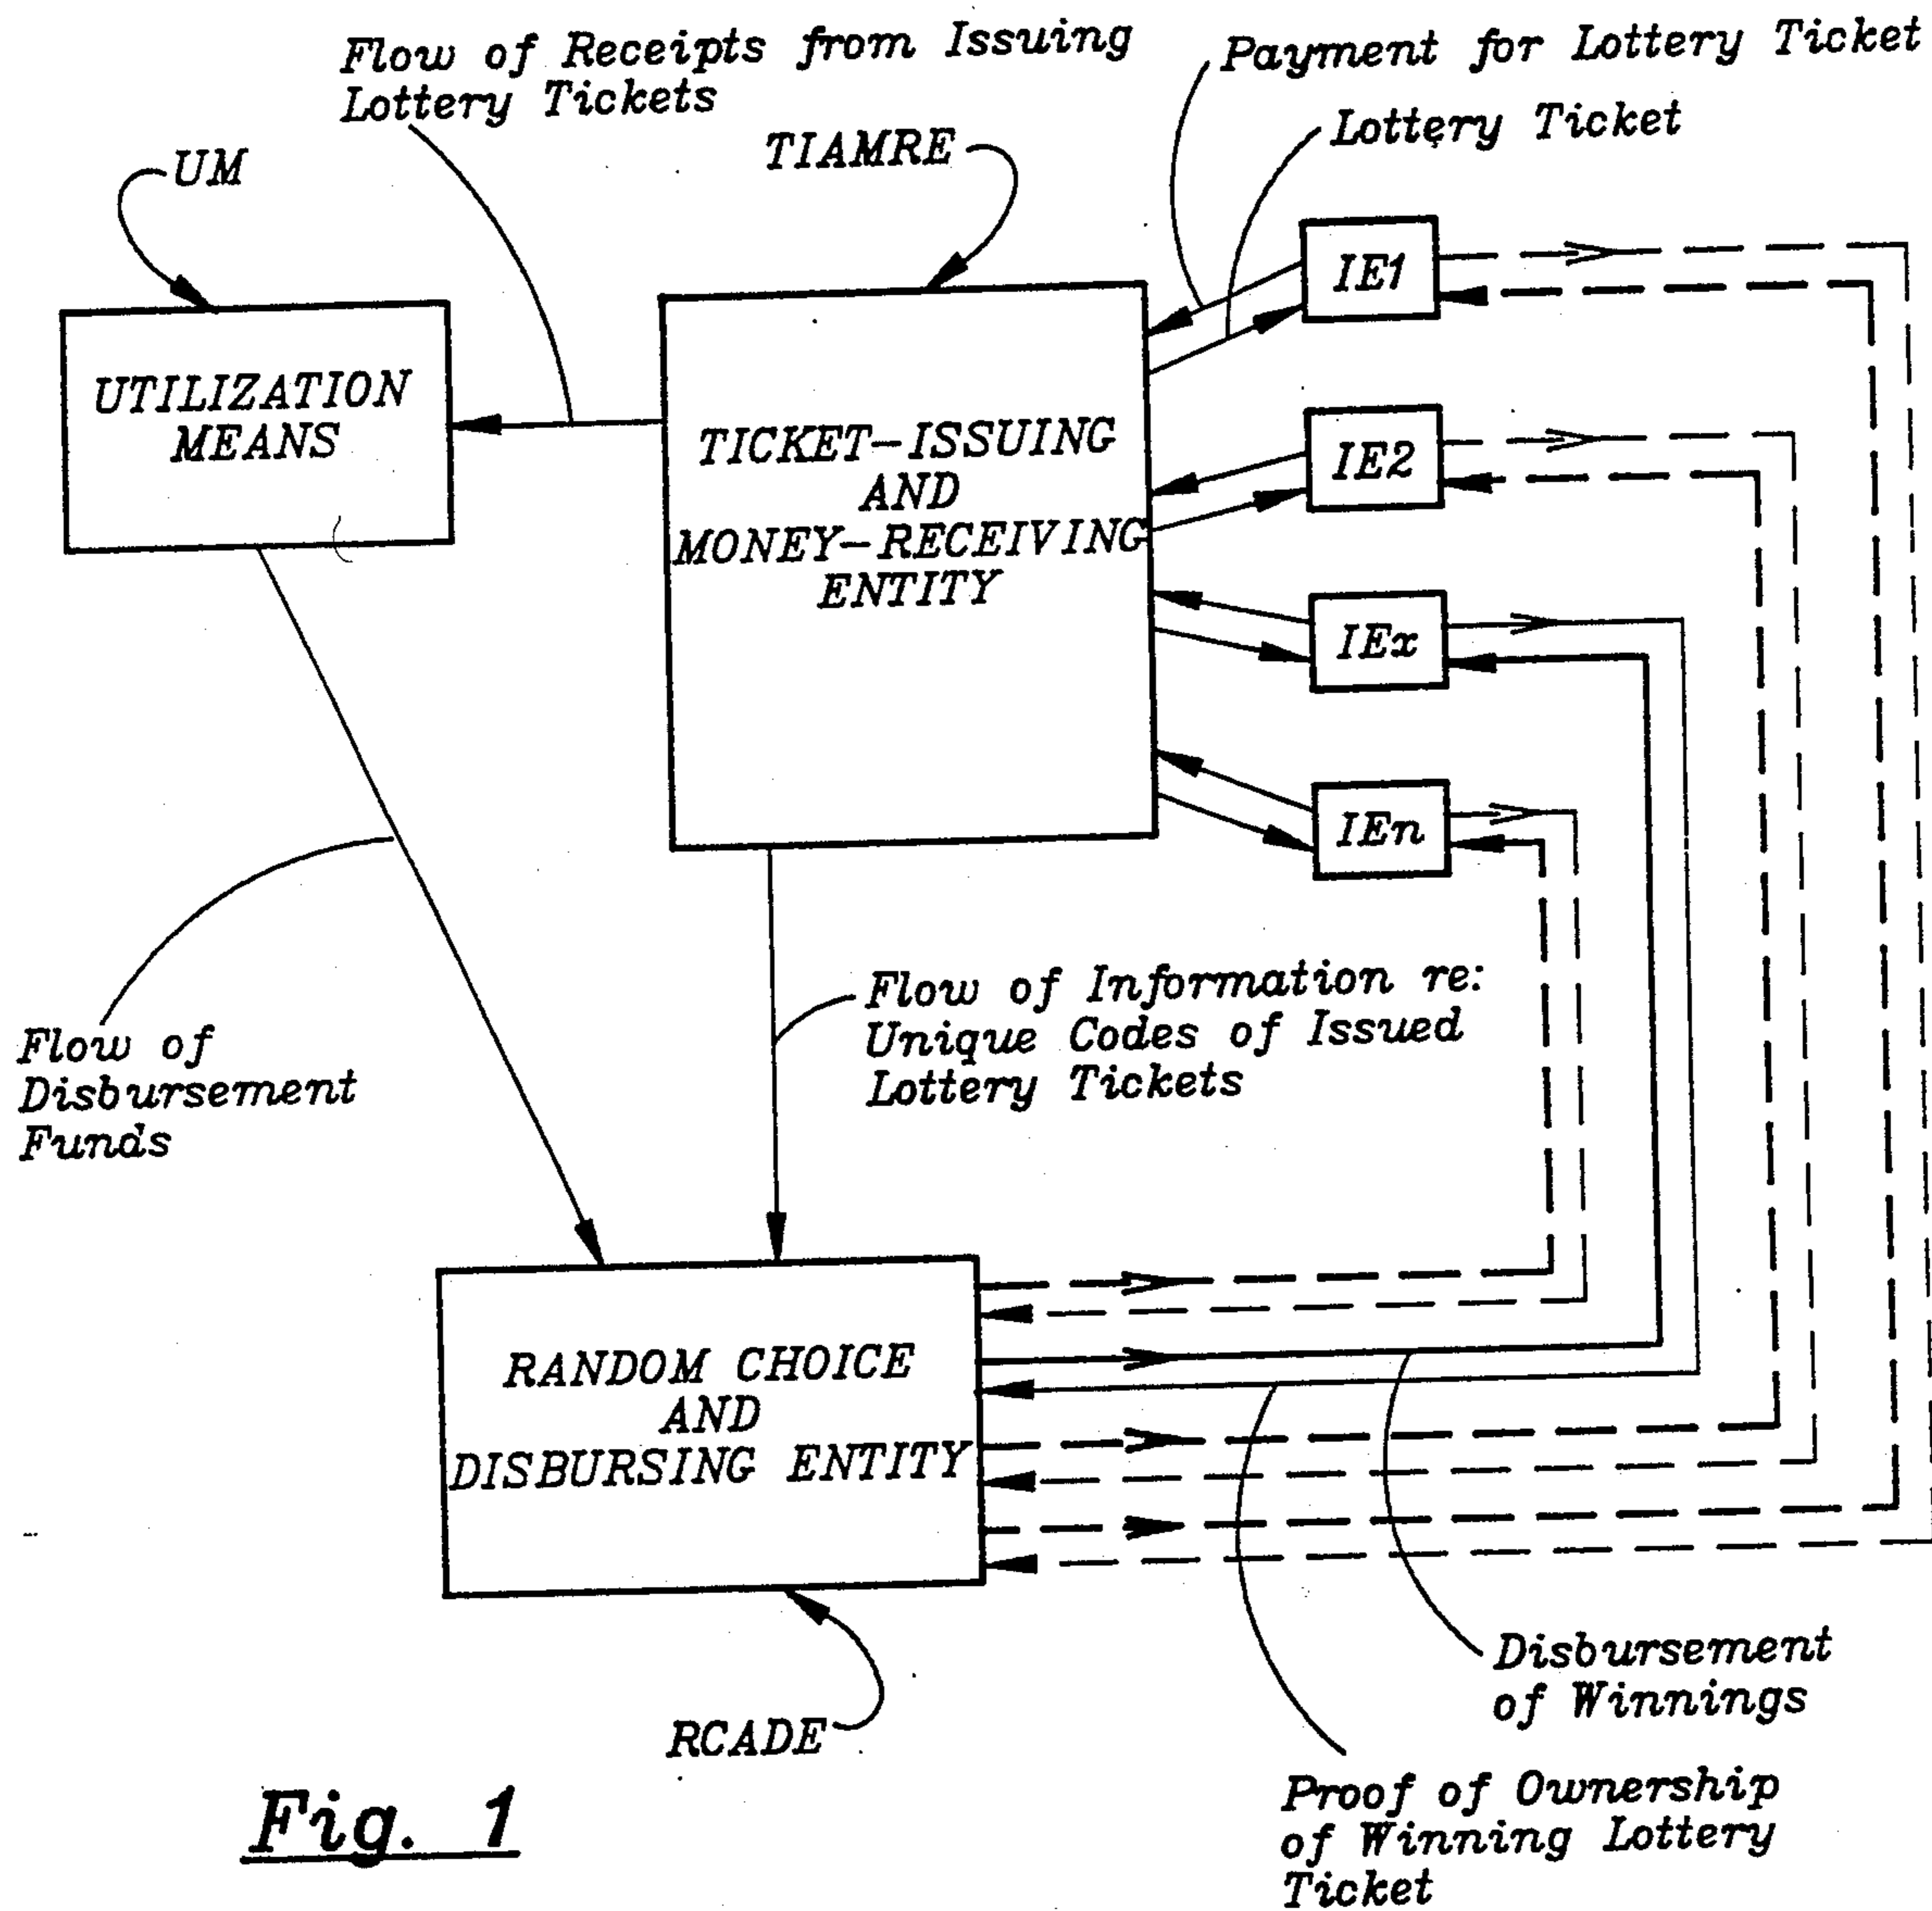 Flow of Receipts from Issuing
Lottery Tickets
Payment for Lottery Ticket
Lottery Ticket
UM
TIAMRE
IE1
UTILIZATION
MEANS
TICKET-ISSUING
AND
MONEY-RECEIVING
ENTITY
IE2
IEx
IEn
Flow of Information re:
Unique Codes of Issued
Lottery Tickets
Flow of
Disbursement
Funds
RANDOM CHOICE
AND
DISBURSING ENTITY
Disbursement
of Winnings
RCADE
Proof of Ownership
of Winning Lottery
Ticket
Fig. 1